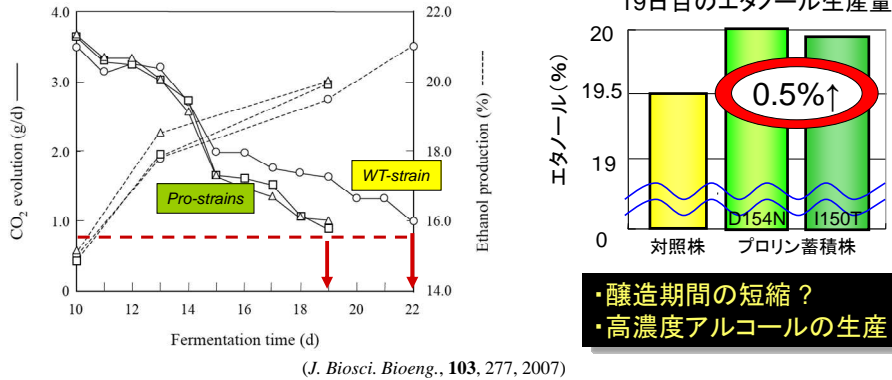 19日目のエタノール生産量
CO2 evolution (g/d)
4.0
3.0
2.0
1.0
0
10
12
14
16
18
20
22
Fermentation time (d)
22.0
20.0
18.0
16.0
14.0
Ethanol production (%)
WT-strain
Pro-strains
(J. Biosci. Bioeng., 103, 277, 2007)
エタノール(%)
20
19.5
19
0
0.5%↑
D154N
I150T
対照株
プロリン蓄積株
・醸造期間の短縮？
・高濃度アルコールの生産